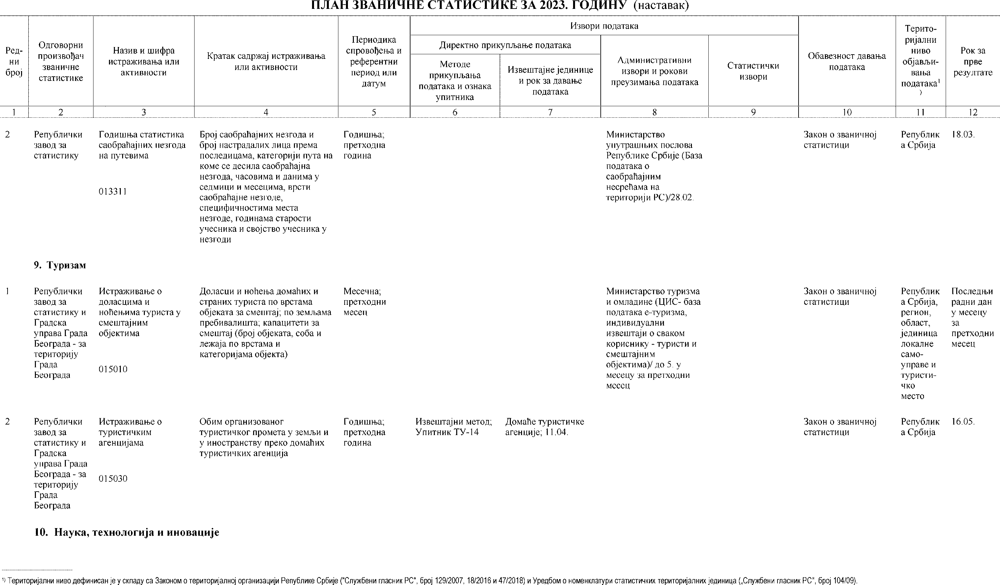 ПЛАН ЗВАНИЧНЕ СТАТИСТИКЕ ЗА 2023. ГОДИНУ (наставак)
Ред-
ни
број
Одговорни
произвођач
званичне
статистике
Назив и шифра
истраживања или
активности
Кратак садржај истраживања
или активности
Периодика
спровођења и
референтни
период или
датум
Извори података
Директно прикупљање података
Методе
прикупљања
података и ознака
упитника
Извештајне јединице
и рок за давање
података
Административни
извори и рокови
преузимања података
Статистички
извори
Обавезност давања
података
Терито-
ријални
ниво
објављи-
вања
података1
)
Рок за
прве
резултате
1 2 3 4 5 6 7 8 9 10 11 12
2
Републички
завод за
статистику
Годишња статистика
саобраћајних незгода
на путевима
013311
Број саобраћајних незгода и
број настрадалих лица према
последицама, категорији пута на
коме се десила саобраћајна
незгода, часовима и данима у
седмици и месецима, врсти
саобраћајне незгоде,
специфичностима места
незгоде, годинама старости
учесника и својство учесника у
незгоди
Годишња;
претходна
година
Министарство
унутрашњих послова
Републике Србије (База
података о
саобраћајним
несрећама на
територији РС)/28.02.
Закон о званичној
статистици
Републик
а Србија
18.03.
9. Туризам
1
Републички
завод за
статистику и
Градска
управа Града
Београда - за
територију
Града
Београда
Истраживање о
доласцима и
ноћењима туриста у
смештајним
објектима
015010
Доласци и ноћења домаћих и
страних туриста по врстама
објеката за смештај; по земљама
пребивалишта; капацитети за
смештај (број објеката, соба и
лежаја по врстама и
категоријама објекта)
Месечна;
претходни
месец
Министарство туризма
и омладине (ЦИС- база
података е-туризма,
индивидуални
извештаји о сваком
кориснику - туристи и
смештајним
објектима)/ до 5. у
месецу за претходни
месец
Закон о званичној
статистици
Републик
а Србија,
регион,
област,
јединица
локалне
само-
управе и
туристи-
чко
место
Последњи
радни дан
у месецу
за
претходни
месец
2
Републички
завод за
статистику и
Градска
управа Града
Београда - за
територију
Града
Београда
Истраживање о
туристичким
агенцијама
015030
Обим организованог
туристичког промета у земљи и
у иностранству преко домаћих
туристичких агенција
Годишња;
претходна
година
Извештајни метод;
Упитник ТУ-14
Домаће туристичке
агенције; 11.04.
Закон о званичној
статистици
Републик
а Србија
16.05.
10. Наука, технологија и иновације
1) Територијални ниво дефинисан је у складу са Законом о територијалној организацији Републике Србије ("Службени гласник РС", број 129/2007, 18/2016 и 47/2018) и Уредбом о номенклатури статистичких територијалних јединица („Службени гласник РС", број 104/09).